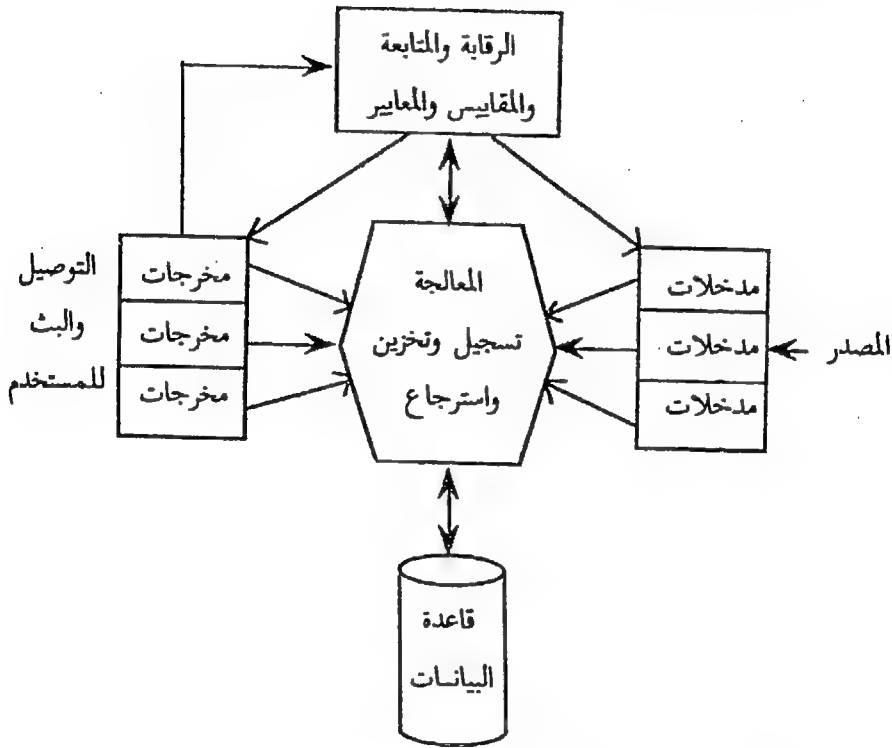 الرقابة والمتابعة
والمقاييس والمعايير
المصدر
مدخلات
مدخلات
مدخلات
المعالجة
تسجيل وتخزين
واسترجاع
مخرجات
مخرجات
مخرجات
التوصيل
والبث
للمستخدم
قاعدة
البيانات